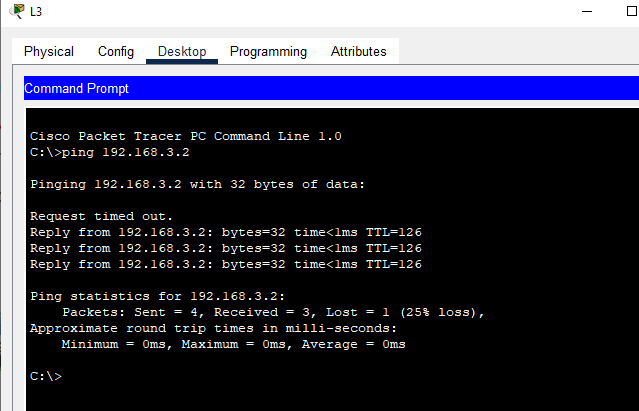 L3
Physical Config Desktop Programming Attributes
Command Prompt
Cisco Packet Tracer PC Command Line 1.0
C:\>ping 192.168.3.2
Pinging 192.168.3.2 with 32 bytes of data:
Request timed out.
Reply from 192.168.3.2: bytes=32 time<1ms TTL=126
Reply from 192.168.3.2: bytes=32 time<1ms TTL=126
Reply from 192.168.3.2: bytes=32 time<1ms TTL=126
Ping statistics for 192.168.3.2:
    Packets: Sent = 4, Received = 3, Lost = 1 (25% loss),
Approximate round trip times in milli-seconds:
    Minimum = 0ms, Maximum = 0ms, Average = 0ms
C:\>